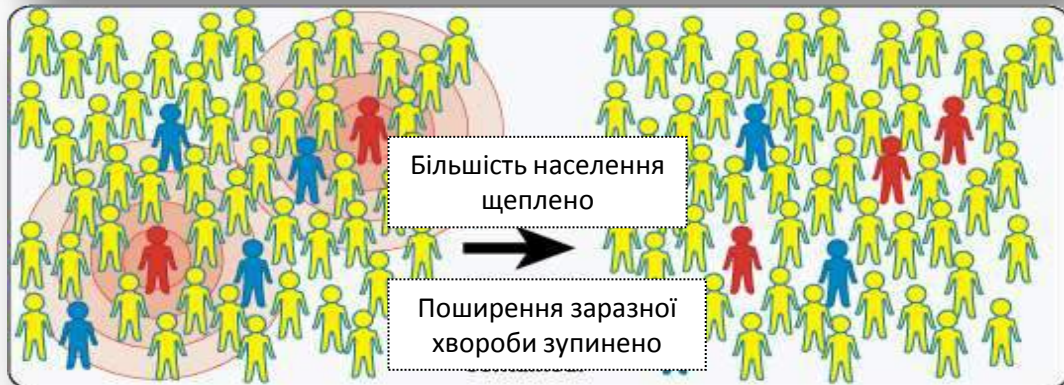 Більшість населення
щеплено
Поширення заразної
хвороби зупинено